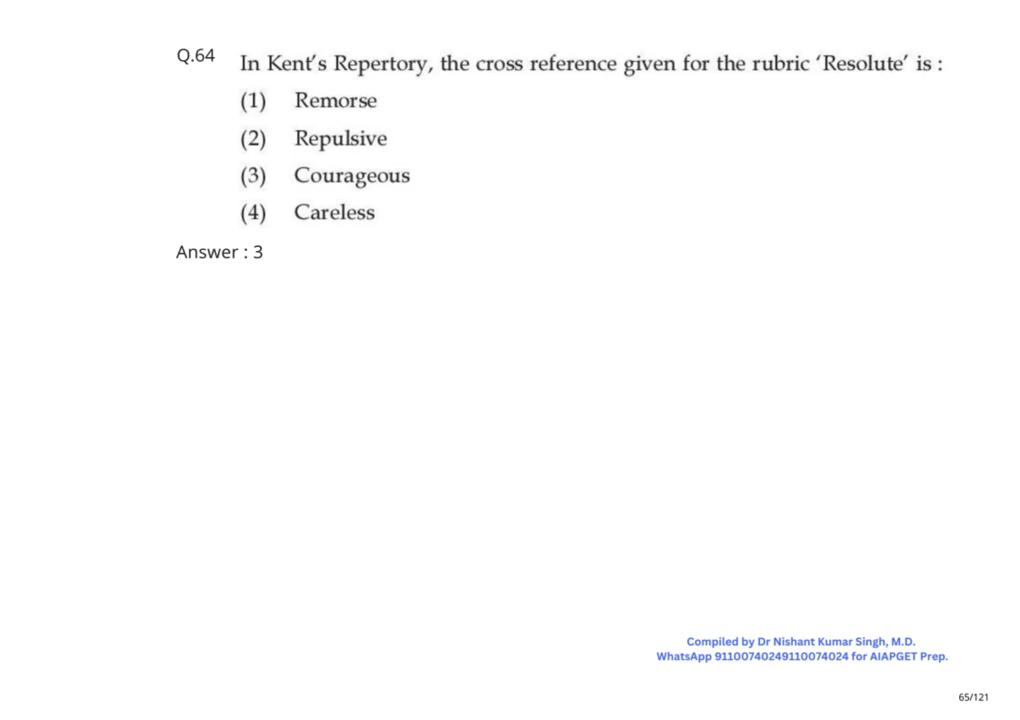 Q.64 In Kent's Repertory, the cross reference given for the rubric 'Resolute' is :
(1) Remorse
(2) Repulsive
(3) Courageous
(4) Careless
Answer : 3
Compiled by Dr Nishant Kumar Singh, M.D.
WhatsApp 91100740249110074024 for AIAPGET Prep.
65/121